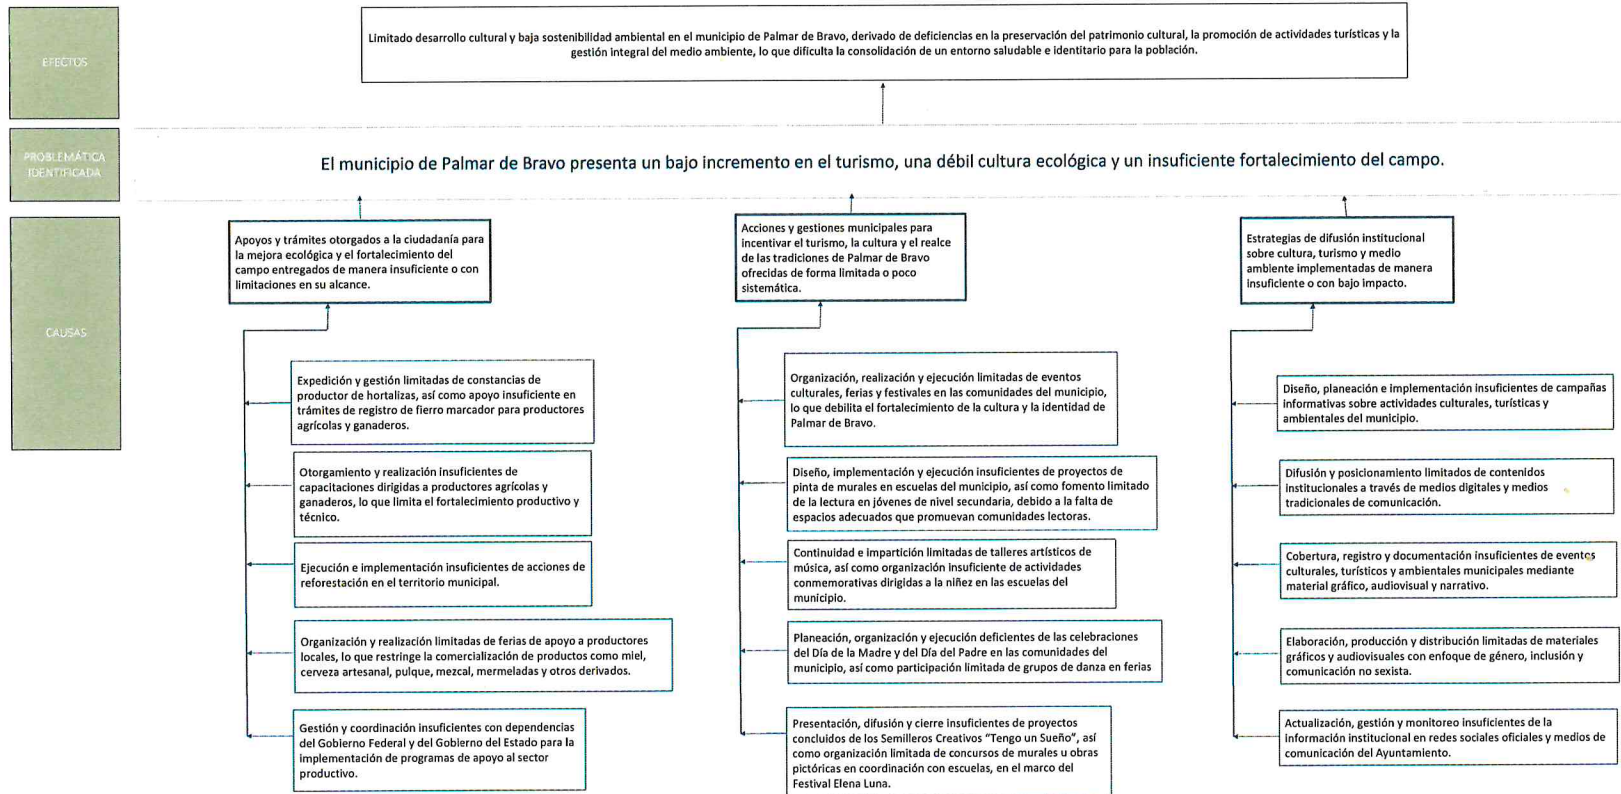 EFECTOS
Limitado desarrollo cultural y baja sostenibilidad ambiental en el municipio de Palmar de Bravo, derivado de deficiencias en la preservación del patrimonio cultural, la promoción de actividades turísticas y la
gestión integral del medio ambiente, lo que dificulta la consolidación de un entorno saludable e identitario para la población.
PROBLEMÁTICA
IDENTIFICADA
El municipio de Palmar de Bravo presenta un bajo incremento en el turismo, una débil cultura ecológica y un insuficiente fortalecimiento del campo.
CAUSAS
Apoyos y trámites otorgados a la ciudadanía para
la mejora ecológica y el fortalecimiento del
campo entregados de manera insuficiente o con
limitaciones en su alcance.
Expedición y gestión limitadas de constancias de
productor de hortalizas, así como apoyo insuficiente en
trámites de registro de fierro marcador para productores
agrícolas y ganaderos.
Otorgamiento y realización insuficientes de
capacitaciones dirigidas a productores agrícolas y
ganaderos, lo que limita el fortalecimiento productivo y
técnico.
Ejecución e implementación insuficientes de acciones de
reforestación en el territorio municipal.
Organización y realización limitadas de ferias de apoyo a productores
locales, lo que restringe la comercialización de productos como miel,
cerveza artesanal, pulque, mezcal, mermeladas y otros derivados.
Gestión y coordinación insuficientes con dependencias
del Gobierno Federal y del Gobierno del Estado para la
implementación de programas de apoyo al sector
productivo.
Acciones y gestiones municipales para
incentivar el turismo, la cultura y el realce
de las tradiciones de Palmar de Bravo
ofrecidas de forma limitada o poco
sistemática.
Organización, realización y ejecución limitadas de eventos
culturales, ferias y festivales en las comunidades del municipio,
lo que debilita el fortalecimiento de la cultura y la identidad de
Palmar de Bravo.
Diseño, implementación y ejecución insuficientes de proyectos de
pinta de murales en escuelas del municipio, así como fomento limitado
de la lectura en jóvenes de nivel secundaria, debido a la falta de
espacios adecuados que promuevan comunidades lectoras.
Continuidad e impartición limitadas de talleres artísticos de
música, así como organización insuficiente de actividades
conmemorativas dirigidas a la niñez en las escuelas del
municipio.
Planeación, organización y ejecución deficientes de las celebraciones
del Día de la Madre y del Día del Padre en las comunidades del
municipio, así como participación limitada de grupos de danza en ferias
Presentación, difusión y cierre insuficientes de proyectos
concluidos de los Semilleros Creativos "Tengo un Sueño", así
como organización limitada de concursos de murales u obras
pictóricas en coordinación con escuelas, en el marco del
Festival Elena Luna.
Estrategias de difusión institucional
sobre cultura, turismo y medio
ambiente implementadas de manera
insuficiente o con bajo impacto.
Diseño, planeación e implementación insuficientes de campañas
informativas sobre actividades culturales, turísticas y
ambientales del municipio.
Difusión y posicionamiento limitados de contenidos
institucionales a través de medios digitales y medios
tradicionales de comunicación.
Cobertura, registro y documentación insuficientes de eventos
culturales, turísticos y ambientales municipales mediante
material gráfico, audiovisual y narrativo.
Elaboración, producción y distribución limitadas de materiales
gráficos y audiovisuales con enfoque de género, inclusión y
comunicación no sexista.
Actualización, gestión y monitoreo insuficientes de la
información institucional en redes sociales oficiales y medios de
comunicación del Ayuntamiento.